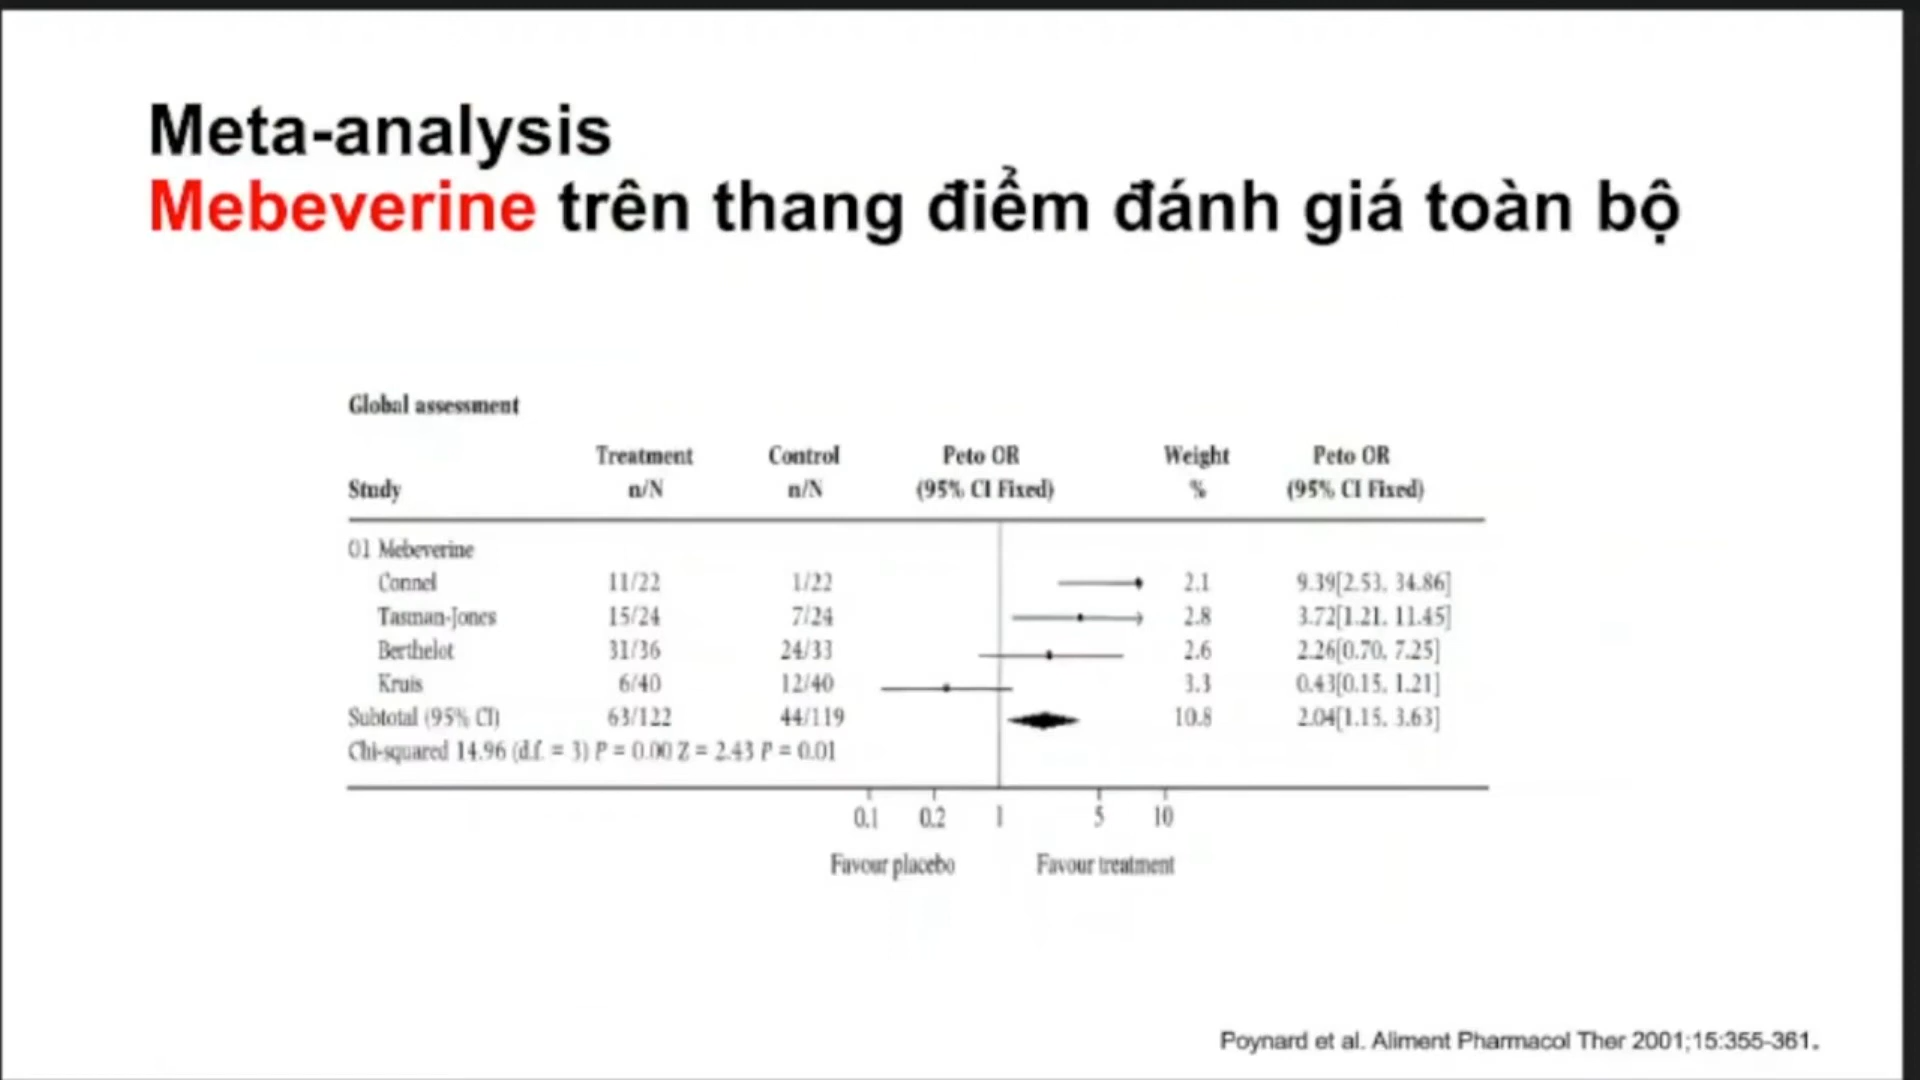 Meta-analysis
Mebeverine trên thang điểm đánh giá toàn bộ
Global assessment
Treatment Control Peto OR Weight Peto OR
Study n/N n/N (95% CI Fixed) % (95% CI Fixed)
01 Mebeverine
Connel 11/22 1/22 2.1 9.39[2.53, 34.86]
Tasman-Jones 15/24 7/24 2.8 3.72[1.21, 11.45]
Berthelot 31/36 24/33 2.6 2.26[0.70, 7.25]
Kruis 6/40 12/40 3.3 0.43[0.15, 1.21]
Subtotal (95% CI) 63/122 44/119 10.8 2.04[1.15, 3.63]
Chi-squared 14.96 (d.f. = 3) P = 0.00 Z = 2.43 P = 0.01
0.1 0.2 1 5 10
Favour placebo Favour treatment
Poynard et al. Aliment Pharmacol Ther 2001;15:355-361.